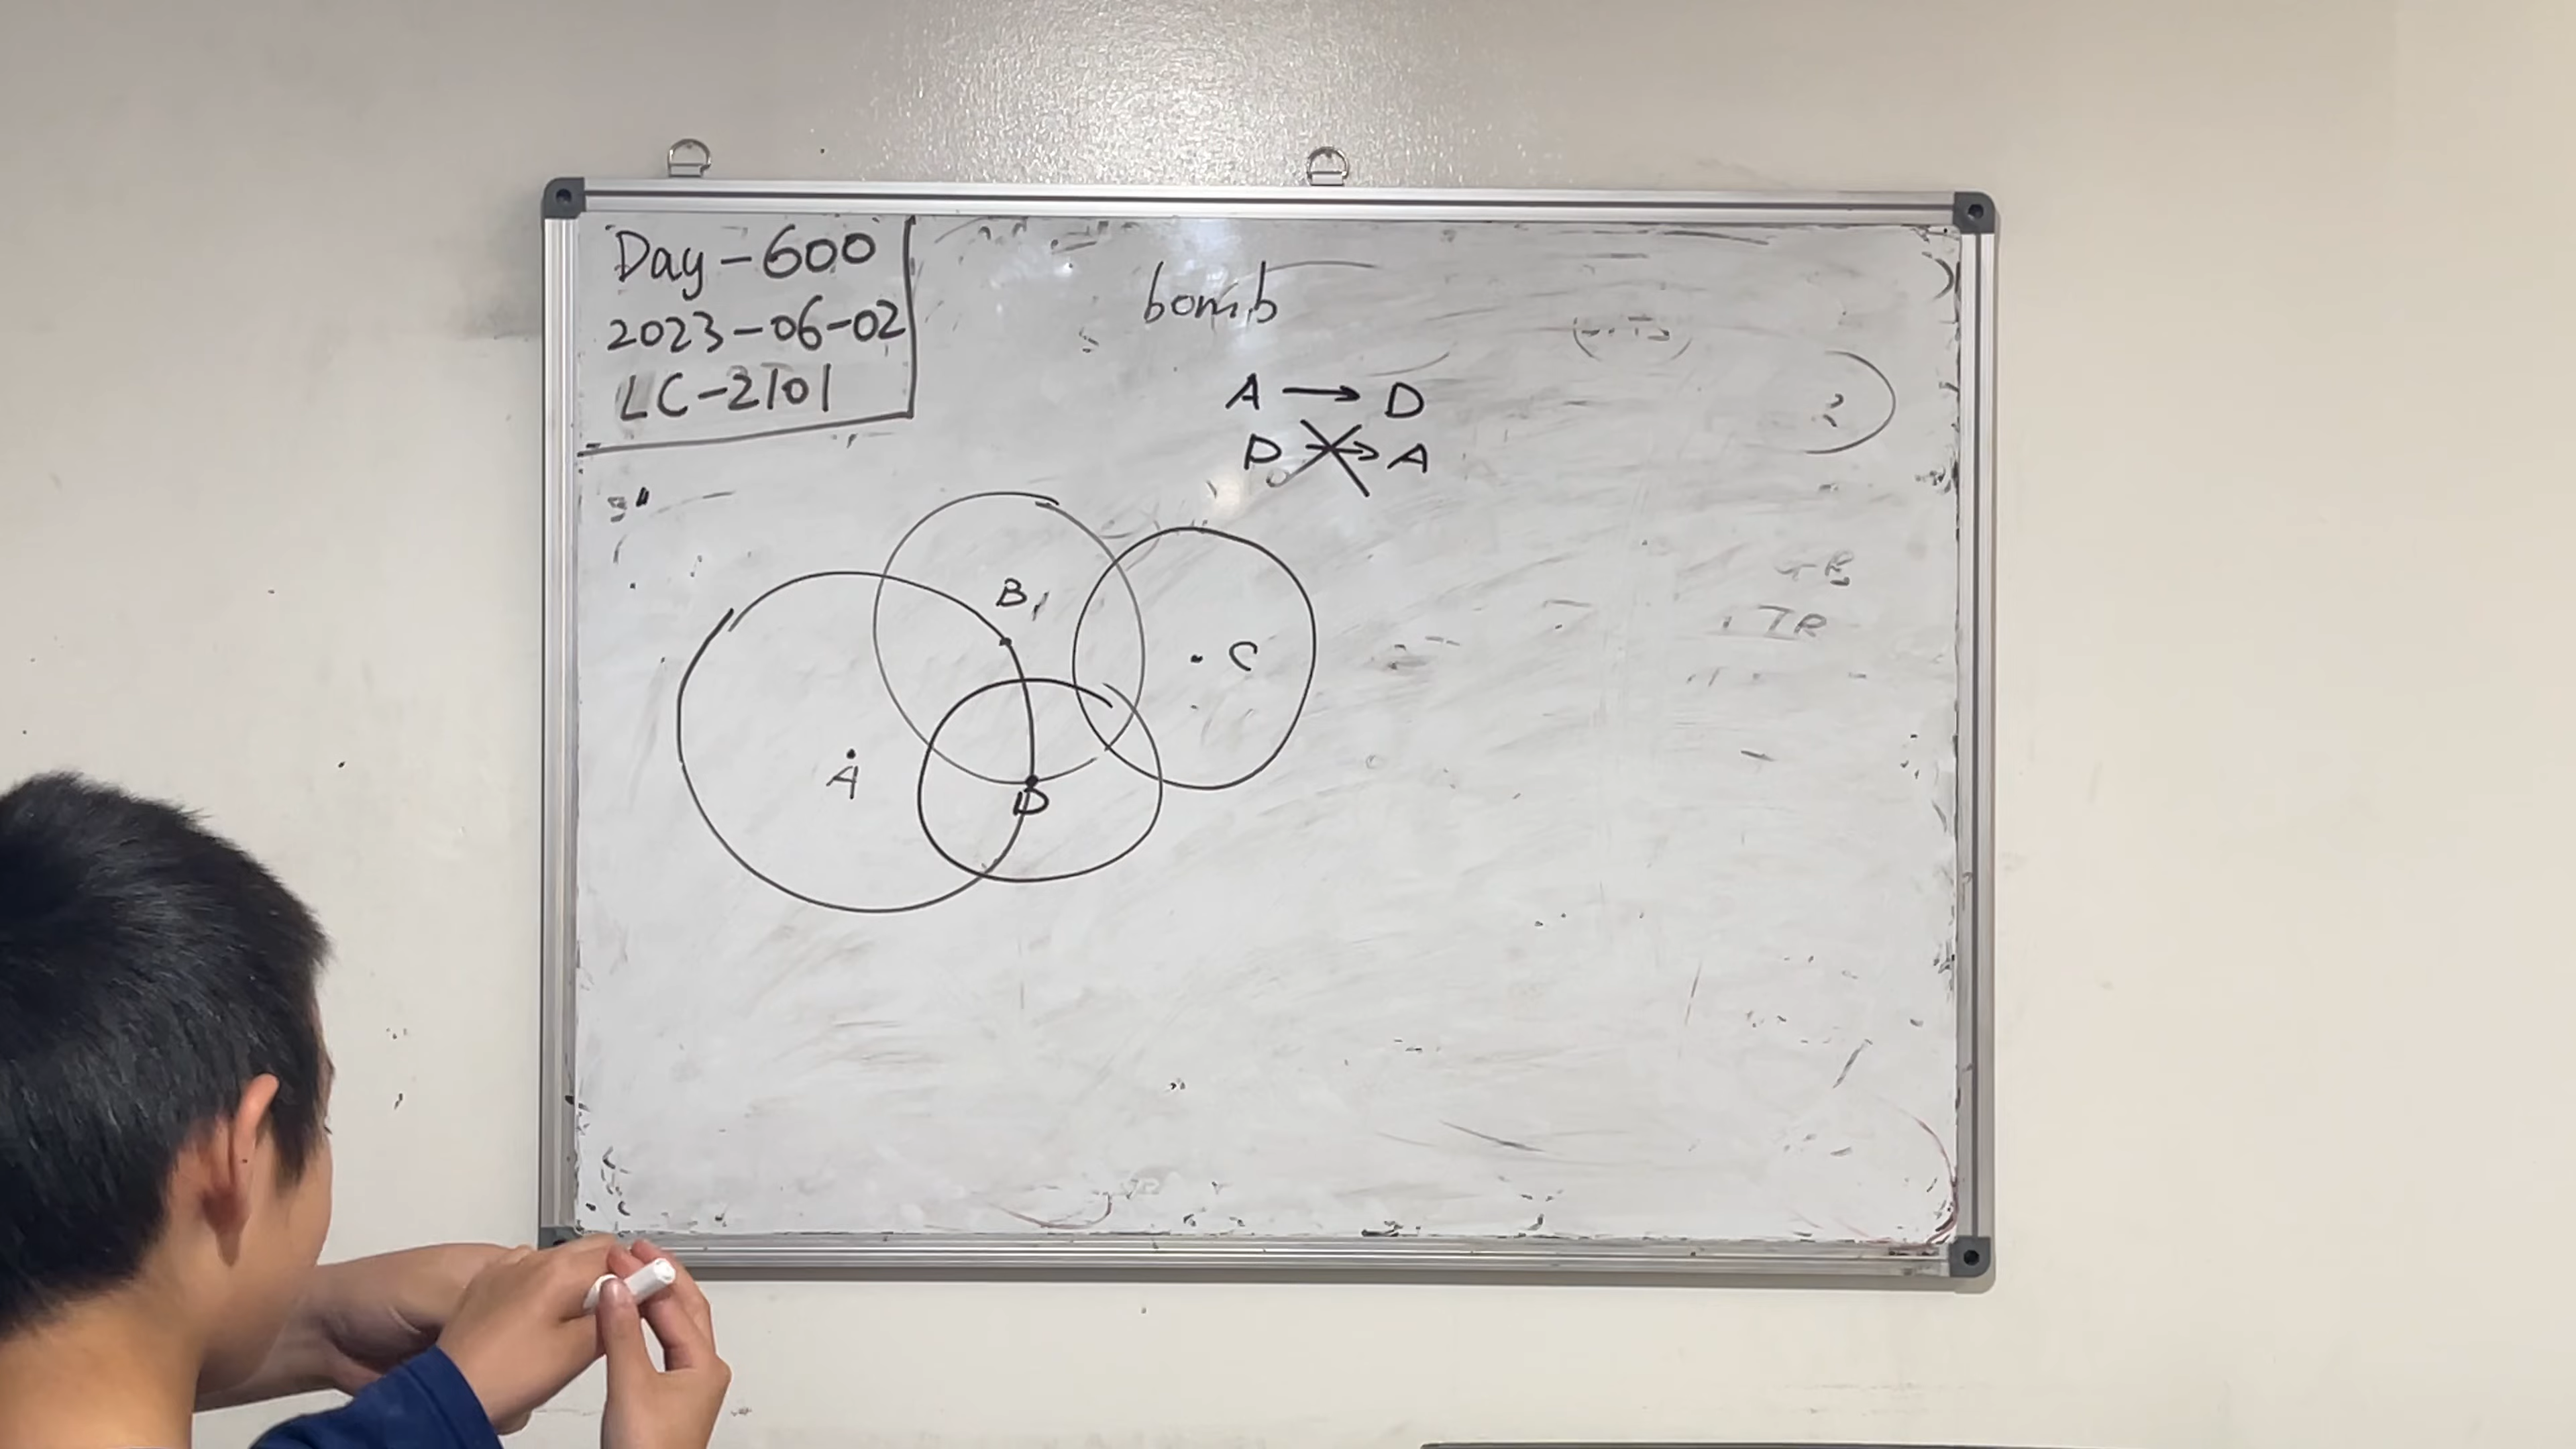 Day-600
2023-06-02
LC-2101
bomb
A → D
D → A
B
C
A
D